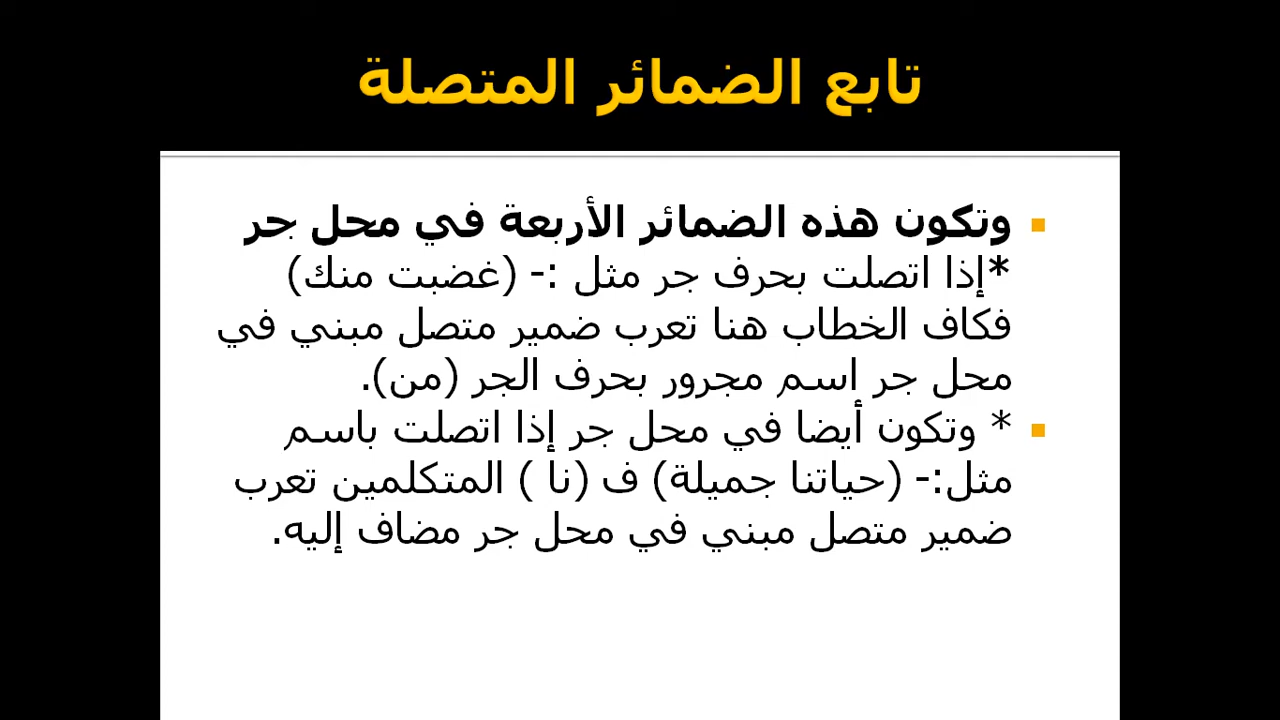 تابع الضمائر المتصلة
وتكون هذه الضمائر الأربعة في محل جر
*إذا اتصلت بحرف جر مثل :- (غضبت منك)
فكاف الخطاب هنا تعرب ضمير متصل مبني في
محل جر اسم مجرور بحرف الجر (من).
* وتكون أيضا في محل جر إذا اتصلت باسم
مثل:- (حياتنا جميلة) ف (نا ) المتكلمين تعرب
ضمير متصل مبني في محل جر مضاف إليه.